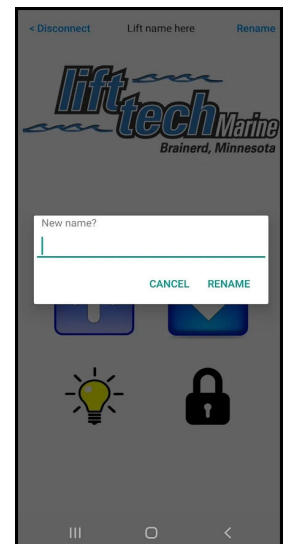 < Disconnect Lift name here Rename
lift
tech Marine
Brainerd, Minnesota
New name?
CANCEL RENAME